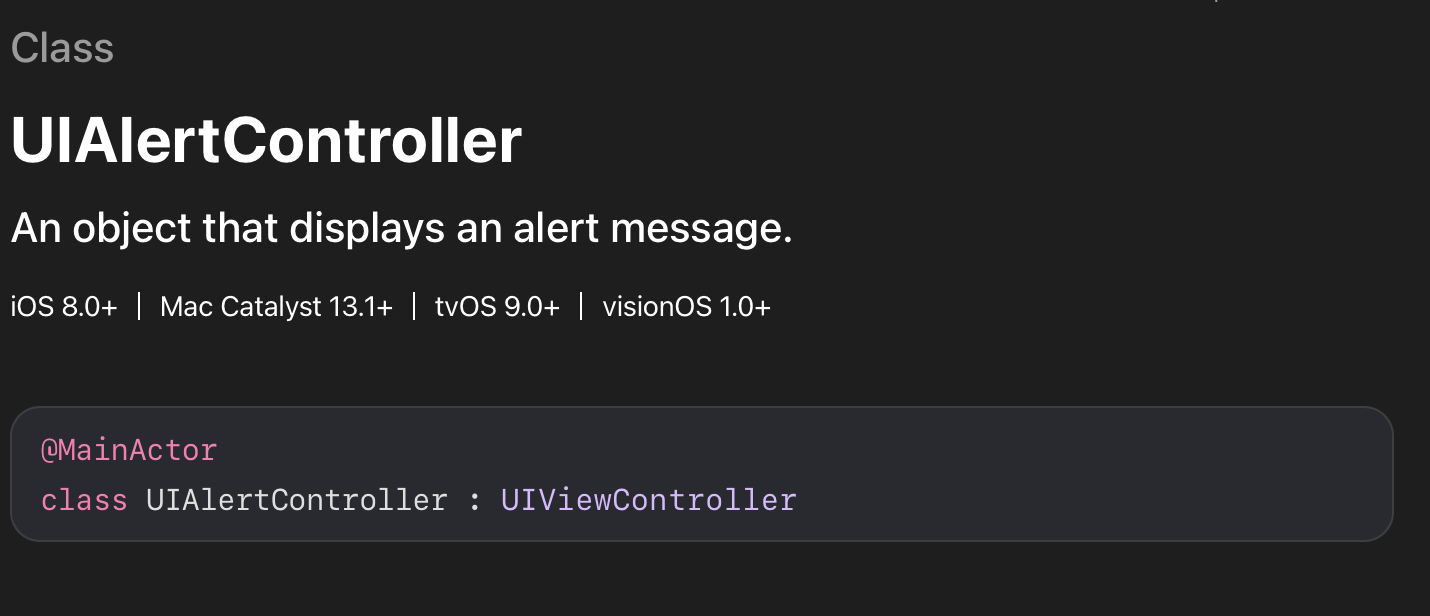 Class
UIAlertController
An object that displays an alert message.
iOS 8.0+ | Mac Catalyst 13.1+ | tvOS 9.0+ | visionOS 1.0+
@MainActor
class UIAlertController : UIViewController